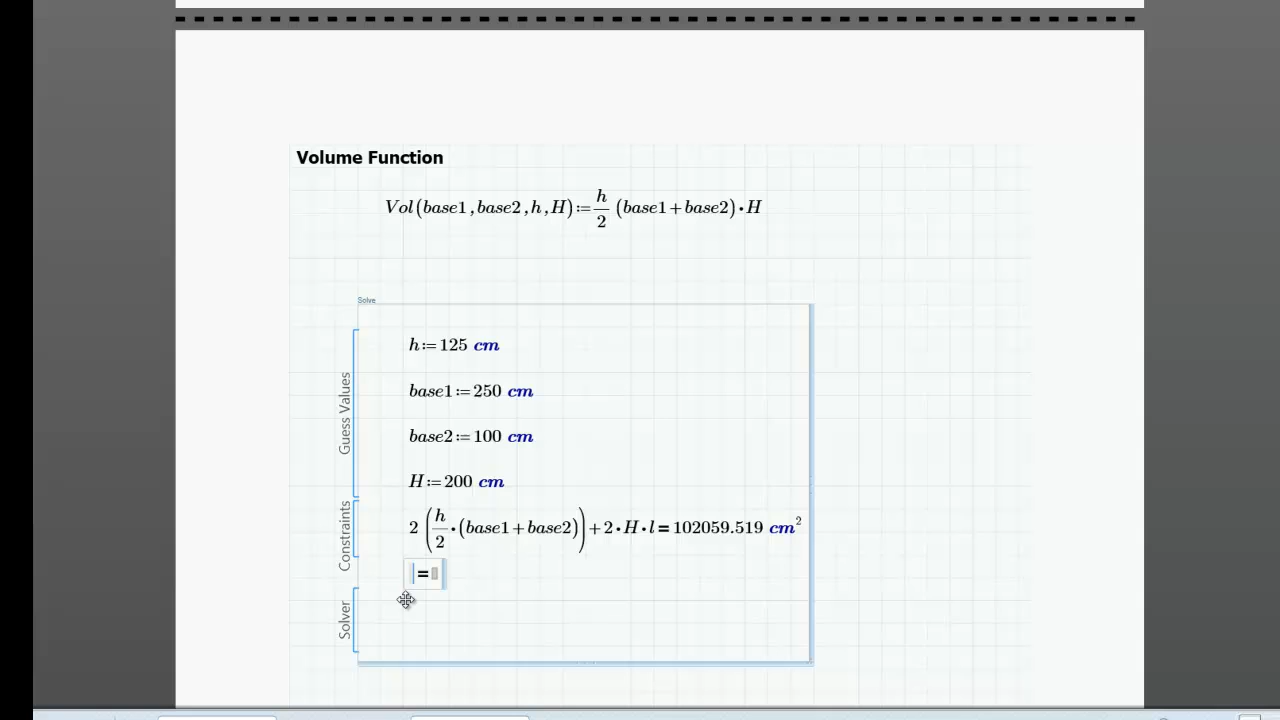 Volume Function
Vol(base1,base2,h,H):=h/2 (base1+base2)•H
Solve
Guess Values
h:=125 cm
base1:=250 cm
base2:=100 cm
H:=200 cm
Constraints
2 (h/2•(base1+base2))+2•H•l=102059.519 cm²
=
Solver